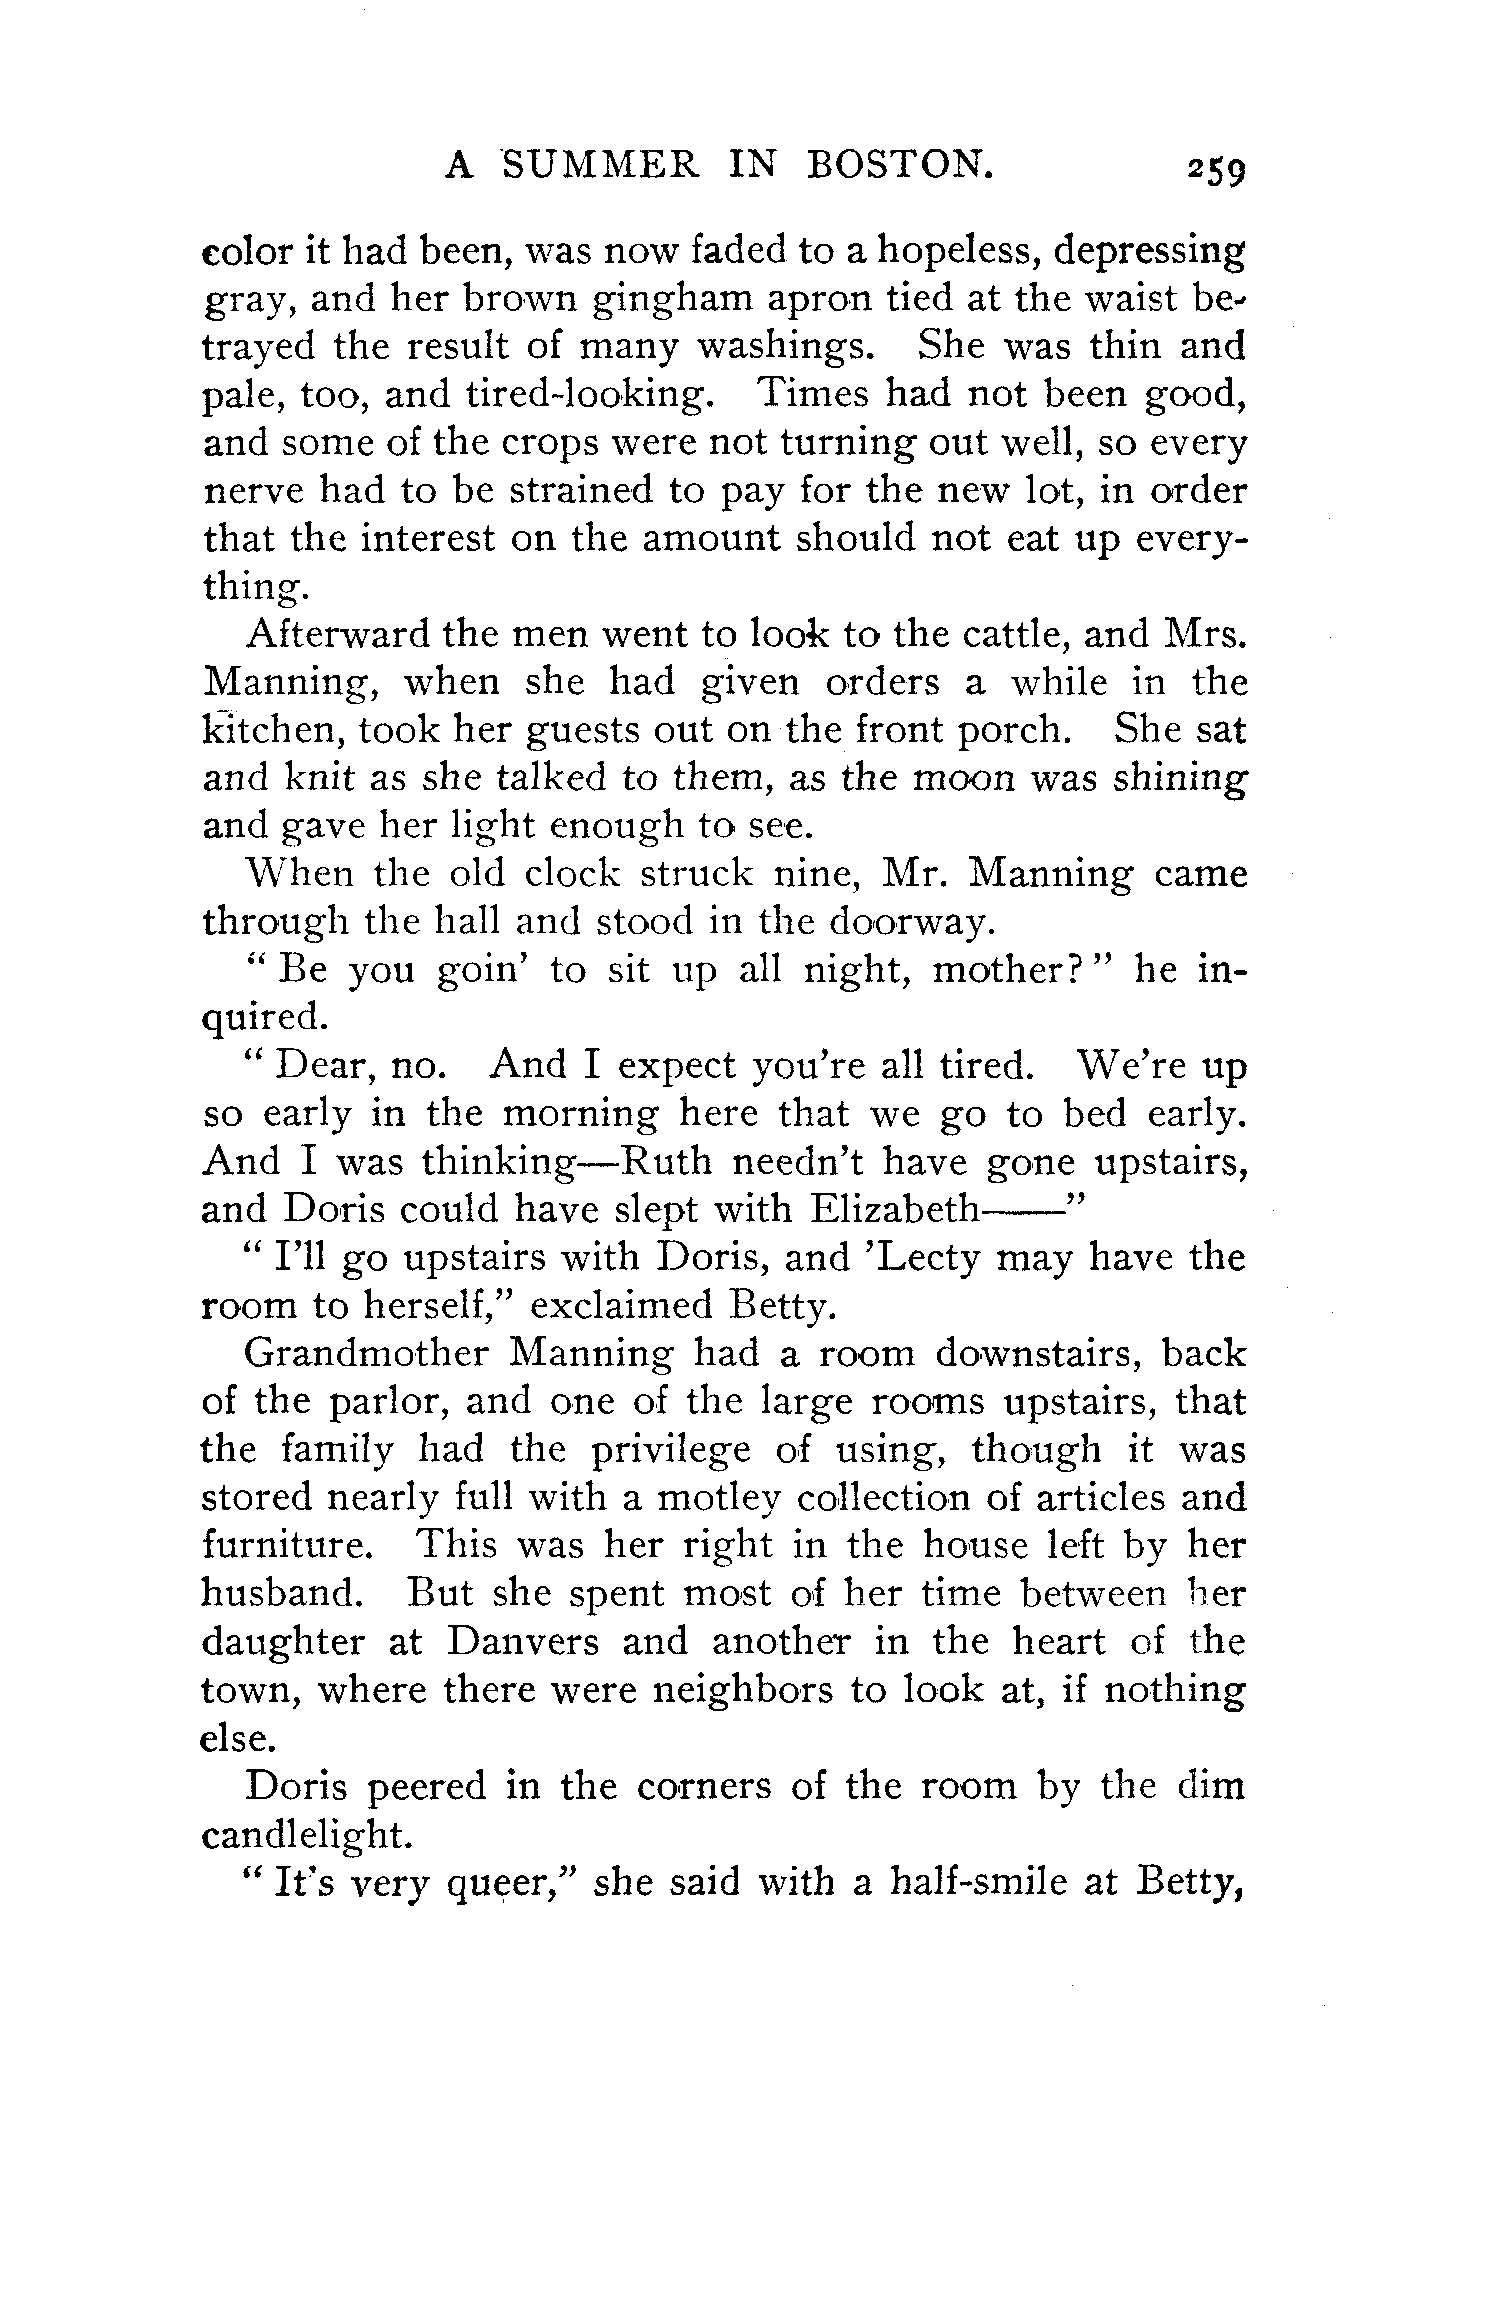 A SUMMER IN BOSTON. 259
color it had been, was now faded to a hopeless, depressing
gray, and her brown gingham apron tied at the waist be-
trayed the result of many washings. She was thin and
pale, too, and tired-looking. Times had not been good,
and some of the crops were not turning out well, so every
nerve had to be strained to pay for the new lot, in order
that the interest on the amount should not eat up every-
thing.
Afterward the men went to look to the cattle, and Mrs.
Manning, when she had given orders a while in the
kitchen, took her guests out on the front porch. She sat
and knit as she talked to them, as the moon was shining
and gave her light enough to see.
When the old clock struck nine, Mr. Manning came
through the hall and stood in the doorway.
“ Be you goin’ to sit up all night, mother? ” he in-
quired.
“ Dear, no. And I expect you’re all tired. We’re up
so early in the morning here that we go to bed early.
And I was thinking—Ruth needn’t have gone upstairs,
and Doris could have slept with Elizabeth——”
“ I’ll go upstairs with Doris, and ’Lecty may have the
room to herself,” exclaimed Betty.
Grandmother Manning had a room downstairs, back
of the parlor, and one of the large rooms upstairs, that
the family had the privilege of using, though it was
stored nearly full with a motley collection of articles and
furniture. This was her right in the house left by her
husband. But she spent most of her time between her
daughter at Danvers and another in the heart of the
town, where there were neighbors to look at, if nothing
else.
Doris peered in the corners of the room by the dim
candlelight.
“ It’s very queer,” she said with a half-smile at Betty,